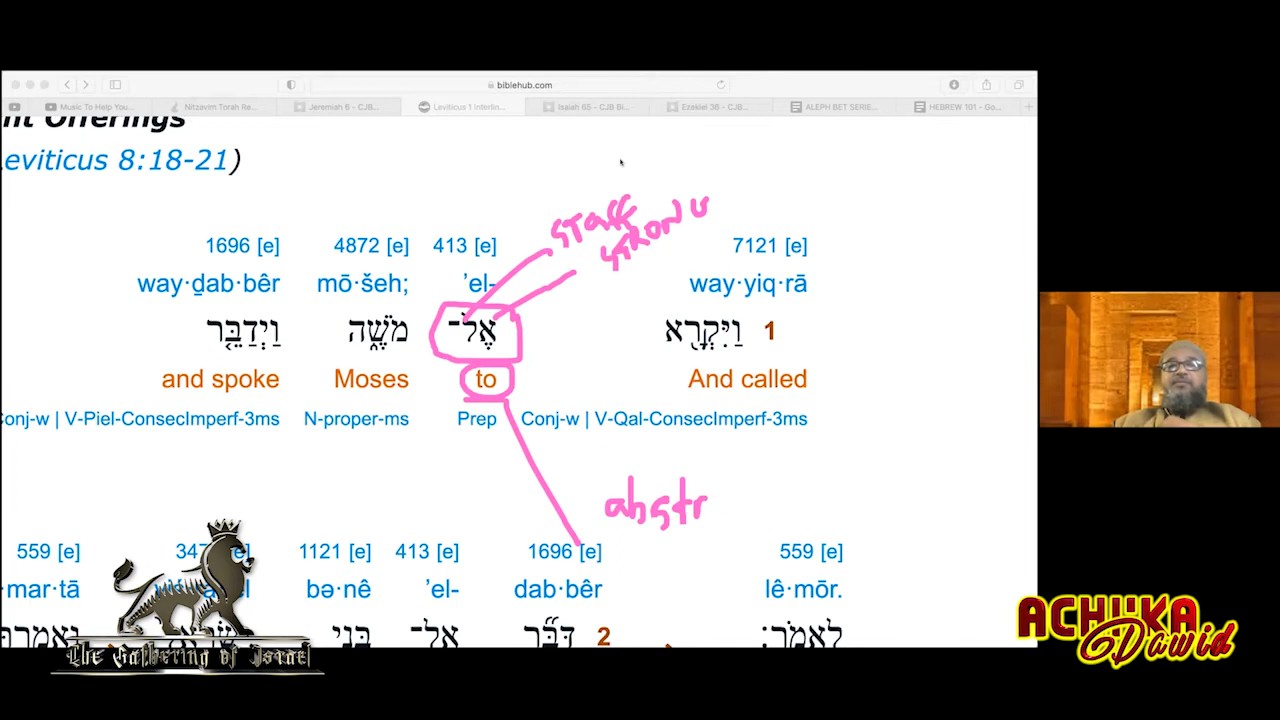 biblehub.com
Music To Help You... Nitzavim Torah Re... Jeremiah 6 - CJB... Leviticus 1 Interlin... Isaiah 65 - CJB Bi... Ezekiel 36 - CJB... ALEPH BET SERIE... HEBREW 101 - Go...
nt Offerings
eviticus 8:18-21)
STAFF
STRON
1696 [e] 4872 [e] 413 [e] 7121 [e]
way·ḏab·bêr mō·šeh; ’el- way·yiq·rā
1 וַיִּקְרָ֖א אֶל־ מֹשֶׁ֑ה וַיְדַבֵּ֤ר
and spoke Moses to And called
Conj-w | V-Piel-ConsecImperf-3ms N-proper-ms Prep Conj-w | V-Qal-ConsecImperf-3ms
abstr
559 [e] 1121 [e] 413 [e] 1696 [e] 559 [e]
mar·tā bə·nê ’el- dab·bêr lê·mōr.
לֵאמֹֽר׃ 2 דַּבֵּ֞ר אֶל־ בְּנֵ֤י
The Gathering of Israel
ACHUKA
Dawid